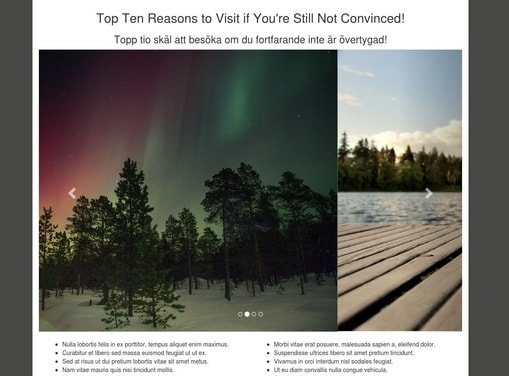 Top Ten Reasons to Visit if You're Still Not Convinced!
Topp tio skäl att besöka om du fortfarande inte är övertygad!
Nulla lobortis felis in ex porttitor, tempus aliquet enim maximus.
Curabitur et libero sed massa euismod feugiat ut ut ex.
Sed at risus ut dui pretium lobortis vitae sit amet metus.
Nam vitae mauris quis nisi tincidunt mollis.
Morbi vitae erat posuere, malesuada sapien a, eleifend dolor.
Suspendisse ultrices libero sit amet pretium tincidunt.
Vivamus in orci interdum nisl sodales feugiat.
Ut eu diam convallis nulla congue vehicula.